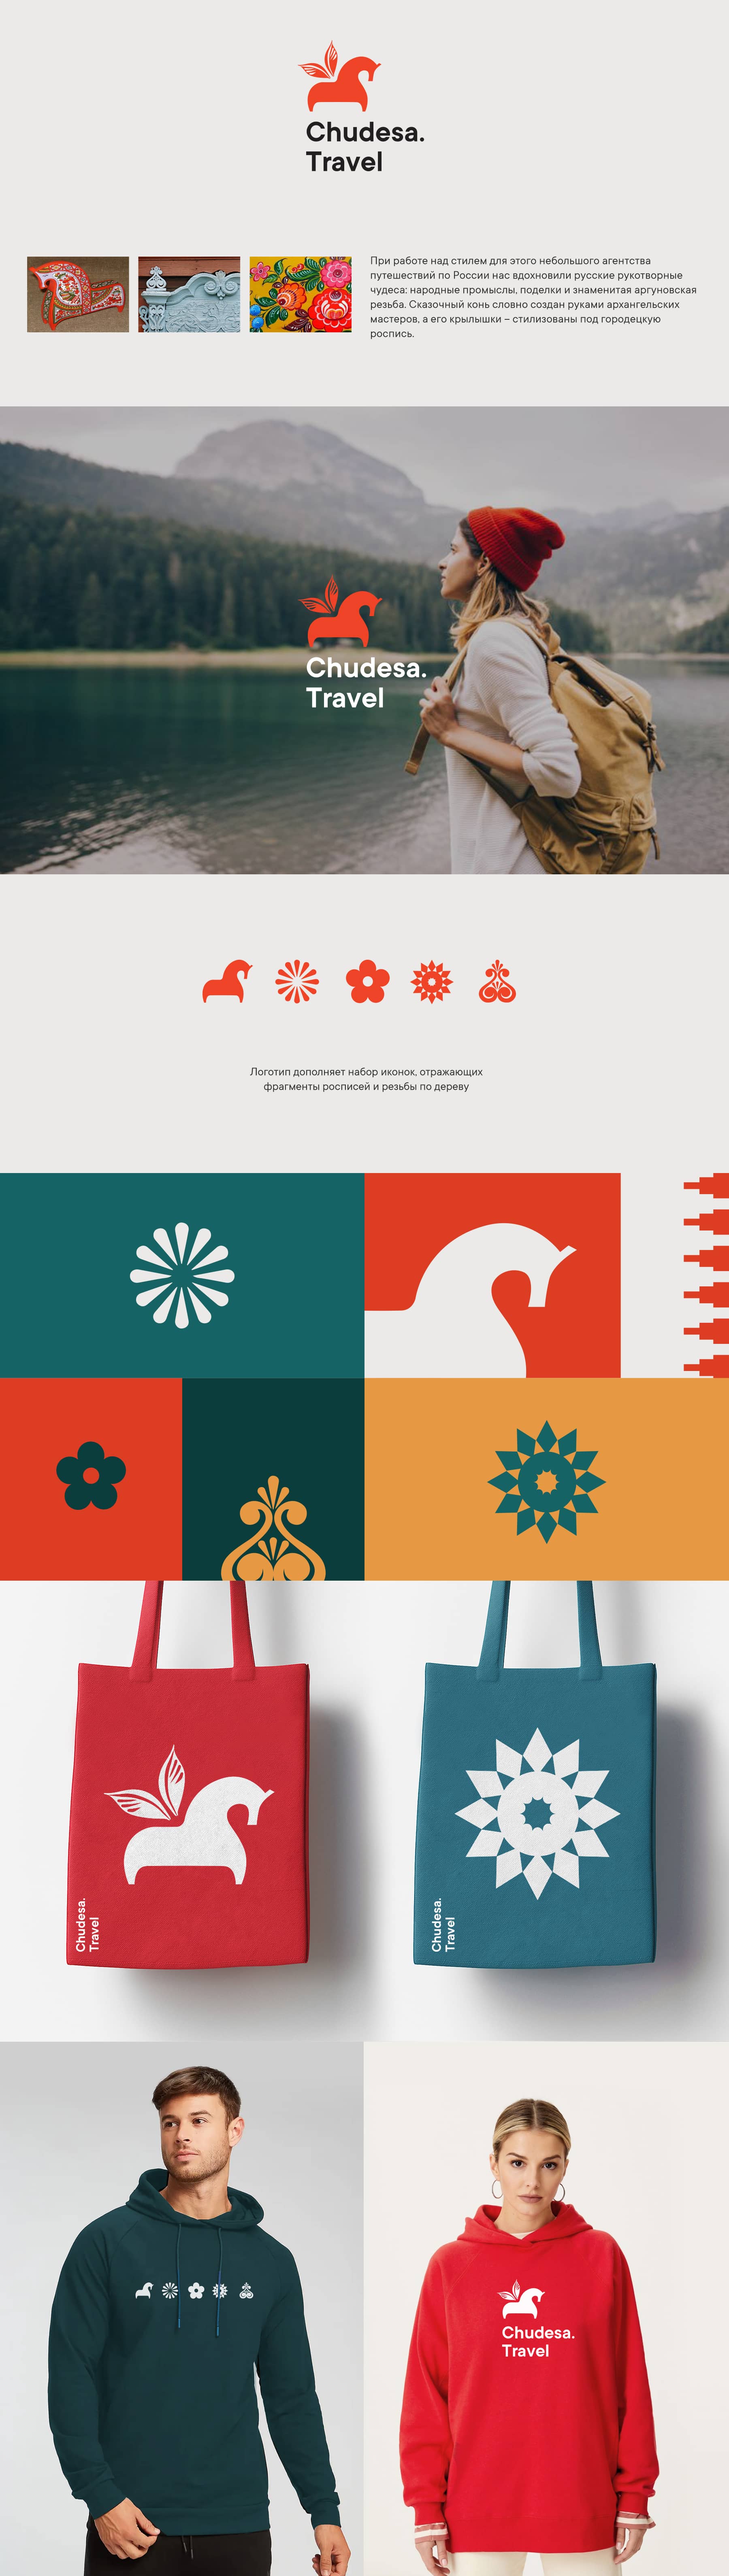 Chudesa.
Travel
При работе над стилем для этого небольшого агентства
путешествий по России нас вдохновили русские рукотворные
чудеса: народные промыслы, поделки и знаменитая аргуновская
резьба. Сказочный конь словно создан руками архангельских
мастеров, а его крылышки – стилизованы под городецкую
роспись.
Chudesa.
Travel
Логотип дополняет набор иконок, отражающих
фрагменты росписей и резьбы по дереву
Chudesa.
Travel
Chudesa.
Travel
Chudesa.
Travel